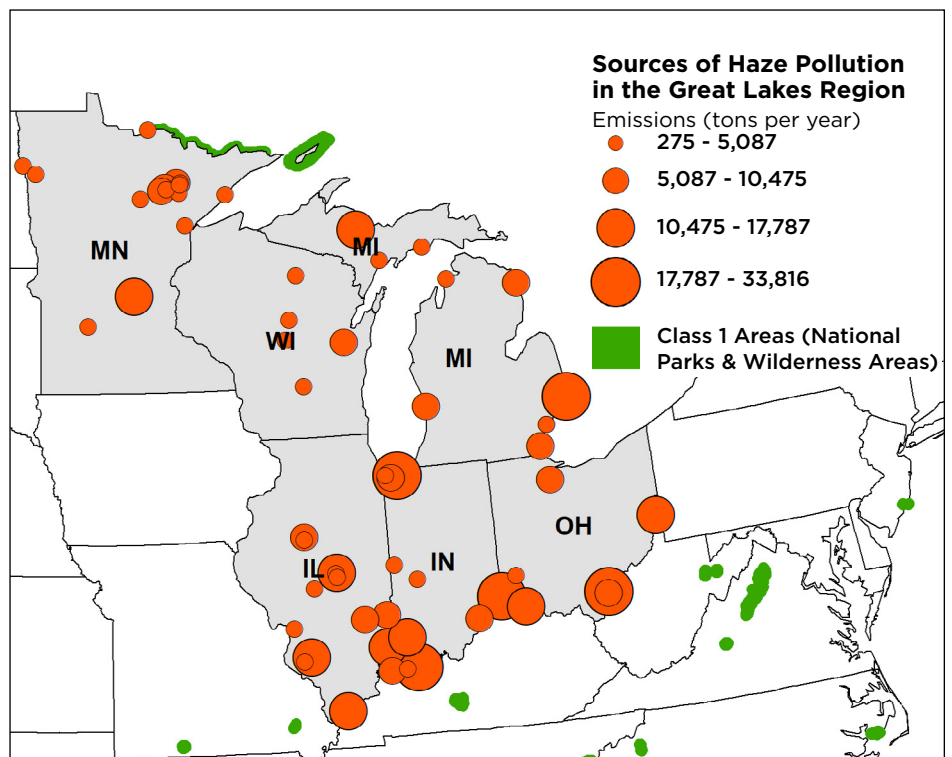 Sources of Haze Pollution
in the Great Lakes Region
Emissions (tons per year)
275 - 5,087
5,087 - 10,475
10,475 - 17,787
17,787 - 33,816
Class 1 Areas (National
Parks & Wilderness Areas)
MN
MI
WI
MI
OH
IL
IN